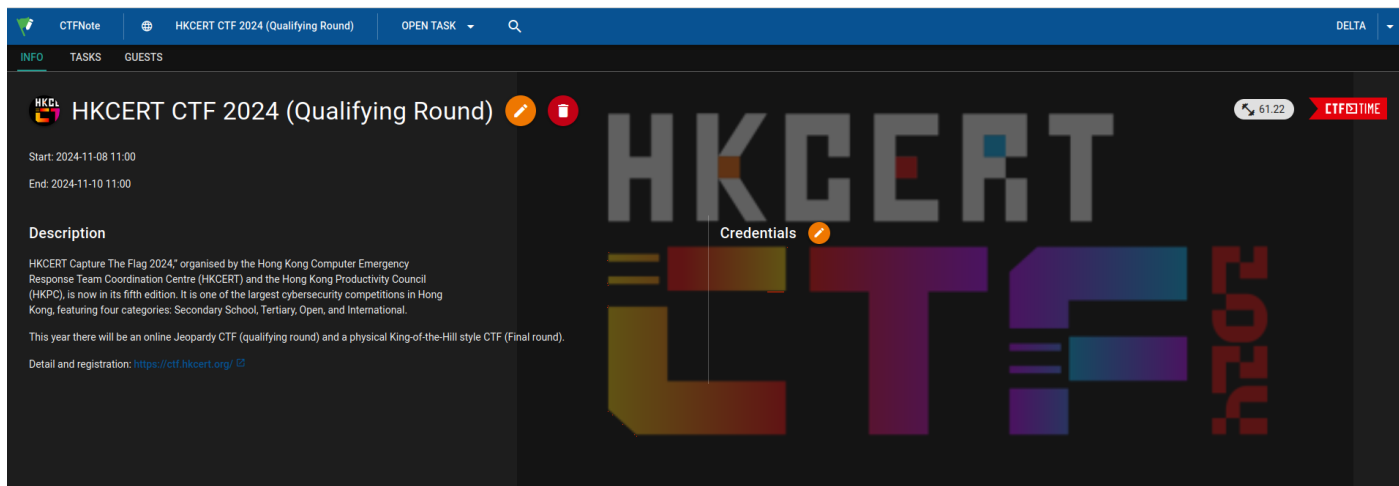 CTFNote
HKCERT CTF 2024 (Qualifying Round)
OPEN TASK
DELTA
INFO
TASKS
GUESTS
HKCERT CTF 2024 (Qualifying Round)
61.22
CTFTIME
Start: 2024-11-08 11:00
End: 2024-11-10 11:00
Description
HKCERT Capture The Flag 2024," organised by the Hong Kong Computer Emergency
Response Team Coordination Centre (HKCERT) and the Hong Kong Productivity Council
(HKPC), is now in its fifth edition. It is one of the largest cybersecurity competitions in Hong
Kong, featuring four categories: Secondary School, Tertiary, Open, and International.
This year there will be an online Jeopardy CTF (qualifying round) and a physical King-of-the-Hill style CTF (Final round).
Detail and registration: https://ctf.hkcert.org/
Credentials
HKCERT
CTF
2024